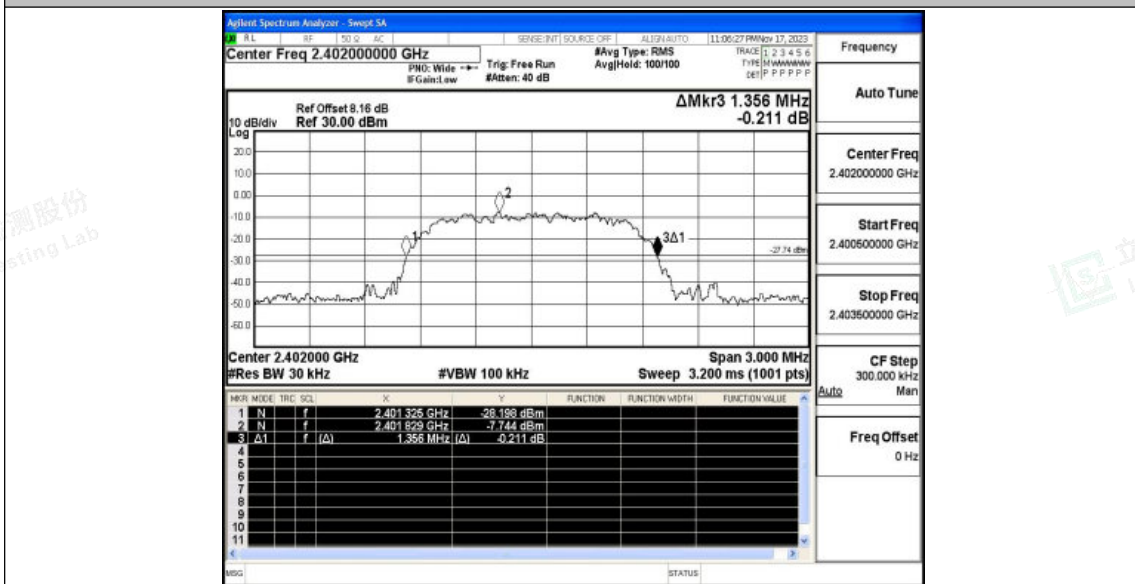 Agilent Spectrum Analyzer - Swept SA
RL RF 50 Ω AC SENSE:INT SOURCE OFF ALIGNAUTO 11:06:27 PMNov 17, 2023
Center Freq 2.402000000 GHz
#Avg Type: RMS
TRACE 1 2 3 4 5 6
PNO: Wide
Trig: Free Run
Avg|Hold: 100/100
TYPE MWWWWW
IFGain:Low
#Atten: 40 dB
DET P P P P P P
ΔMkr3 1.356 MHz
-0.211 dB
Ref Offset 8.16 dB
10 dB/div Ref 30.00 dBm
Log
20.0
10.0
0.00
-10.0
-20.0
-30.0
-40.0
-50.0
-60.0
1
2
3Δ1
-27.74 dBm
Center 2.402000 GHz Span 3.000 MHz
#Res BW 30 kHz #VBW 100 kHz Sweep 3.200 ms (1001 pts)
MKR MODE TRC SCL X Y FUNCTION FUNCTION WIDTH FUNCTION VALUE
1 N f 2.401 325 GHz -28.198 dBm
2 N f 2.401 829 GHz -7.744 dBm
3 Δ1 f (Δ) 1.356 MHz (Δ) -0.211 dB
4
5
6
7
8
9
10
11
MSG STATUS
Frequency
Auto Tune
Center Freq
2.402000000 GHz
Start Freq
2.400500000 GHz
Stop Freq
2.403500000 GHz
CF Step
300.000 kHz
Auto Man
Freq Offset
0 Hz
测股份
sting Lab
立